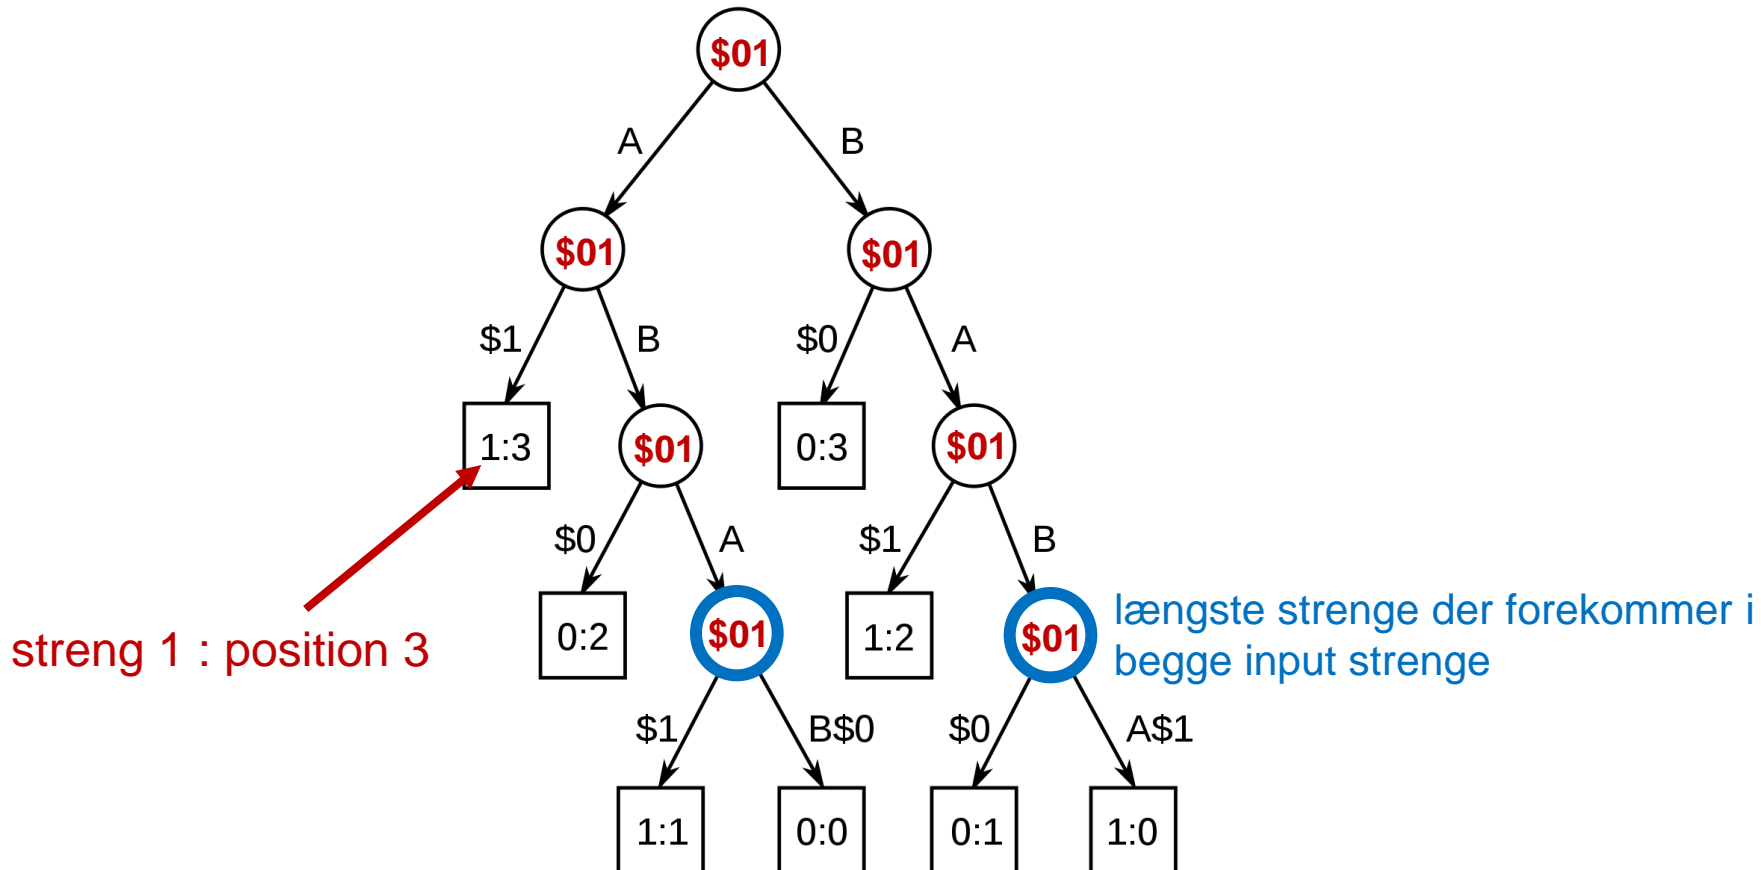 $01
A B
$01 $01
$1 B $0 A
1:3 $01 0:3 $01
$0 A $1 B
længste strenge der forekommer i
streng 1 : position 3 0:2 $01 1:2 $01 begge input strenge
$1 B$0 $0 A$1
1:1 0:0 0:1 1:0